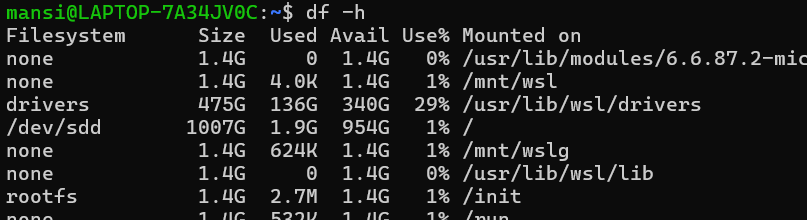 mansi@LAPTOP-7A34JV0C:~$ df -h
Filesystem      Size  Used Avail Use% Mounted on
none            1.4G     0  1.4G   0% /usr/lib/modules/6.6.87.2-mic
none            1.4G  4.0K  1.4G   1% /mnt/wsl
drivers         475G  136G  340G  29% /usr/lib/wsl/drivers
/dev/sdd       1007G  1.9G  954G   1% /
none            1.4G  624K  1.4G   1% /mnt/wslg
none            1.4G     0  1.4G   0% /usr/lib/wsl/lib
rootfs          1.4G  2.7M  1.4G   1% /init
none            1.4G  532K  1.4G   1% /run